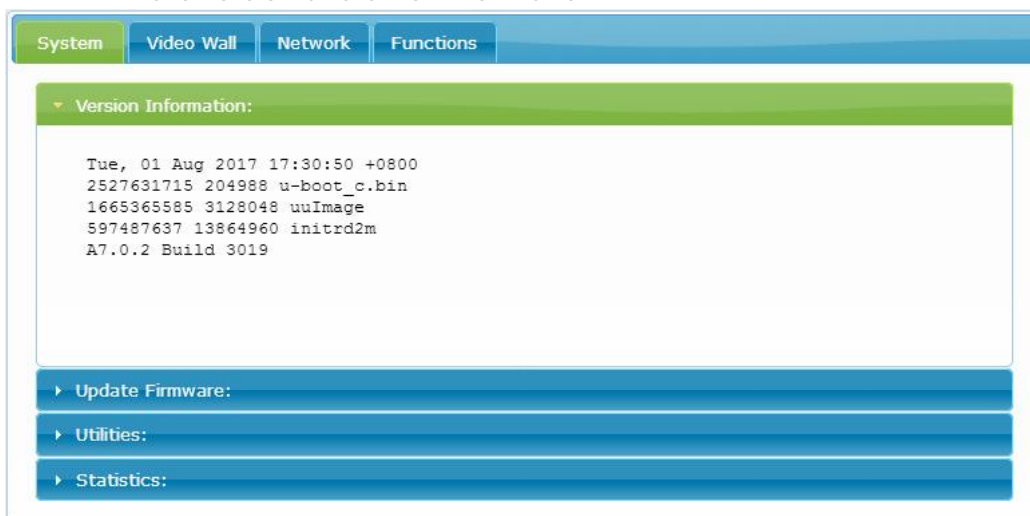 System Video Wall Network Functions
Version Information:
Tue, 01 Aug 2017 17:30:50 +0800
2527631715 204988 u-boot_c.bin
1665365585 3128048 uuImage
597487637 13864960 initrd2m
A7.0.2 Build 3019
Update Firmware:
Utilities:
Statistics: